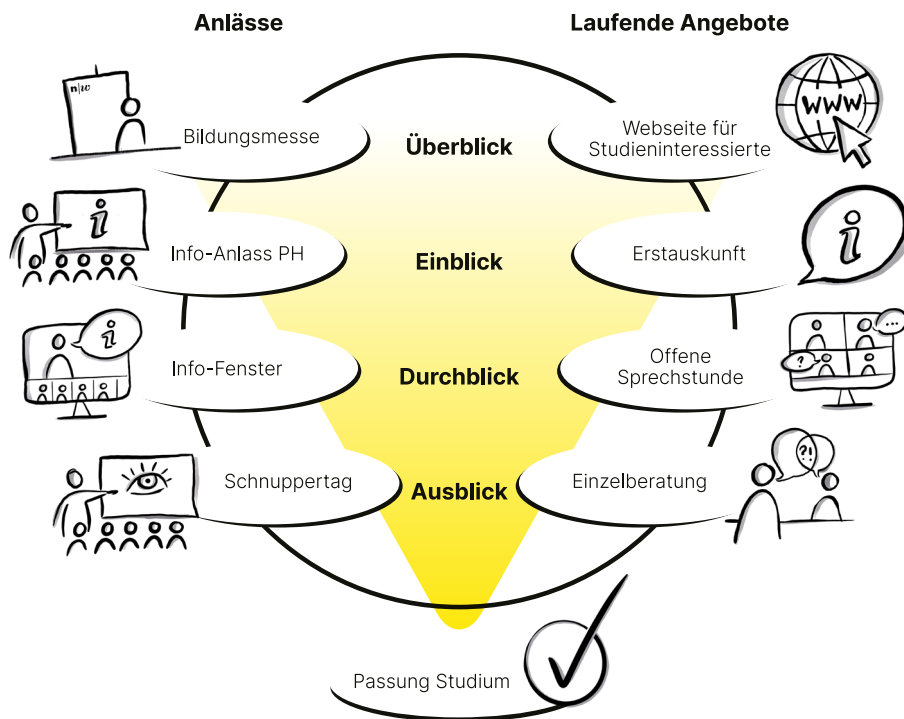 Anlässe
Laufende Angebote
n|w
Bildungsmesse
Überblick
Webseite für
Studieninteressierte
WWW
i
Info-Anlass PH
Einblick
Erstauskunft
i
i
Info-Fenster
Durchblick
Offene
Sprechstunde
...
?
Schnuppertag
Ausblick
Einzelberatung
?!
Passung Studium